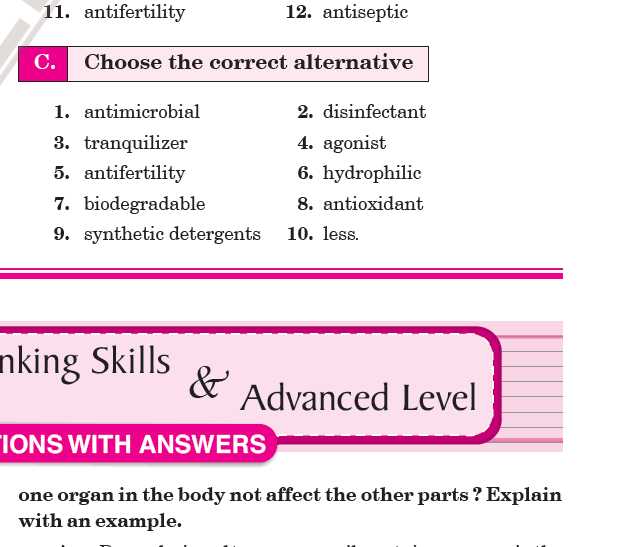 11. antifertility 12. antiseptic
C. Choose the correct alternative
1. antimicrobial 2. disinfectant
3. tranquilizer 4. agonist
5. antifertility 6. hydrophilic
7. biodegradable 8. antioxidant
9. synthetic detergents 10. less.
nking Skills
& Advanced Level
TIONS WITH ANSWERS
one organ in the body not affect the other parts ? Explain
with an example.